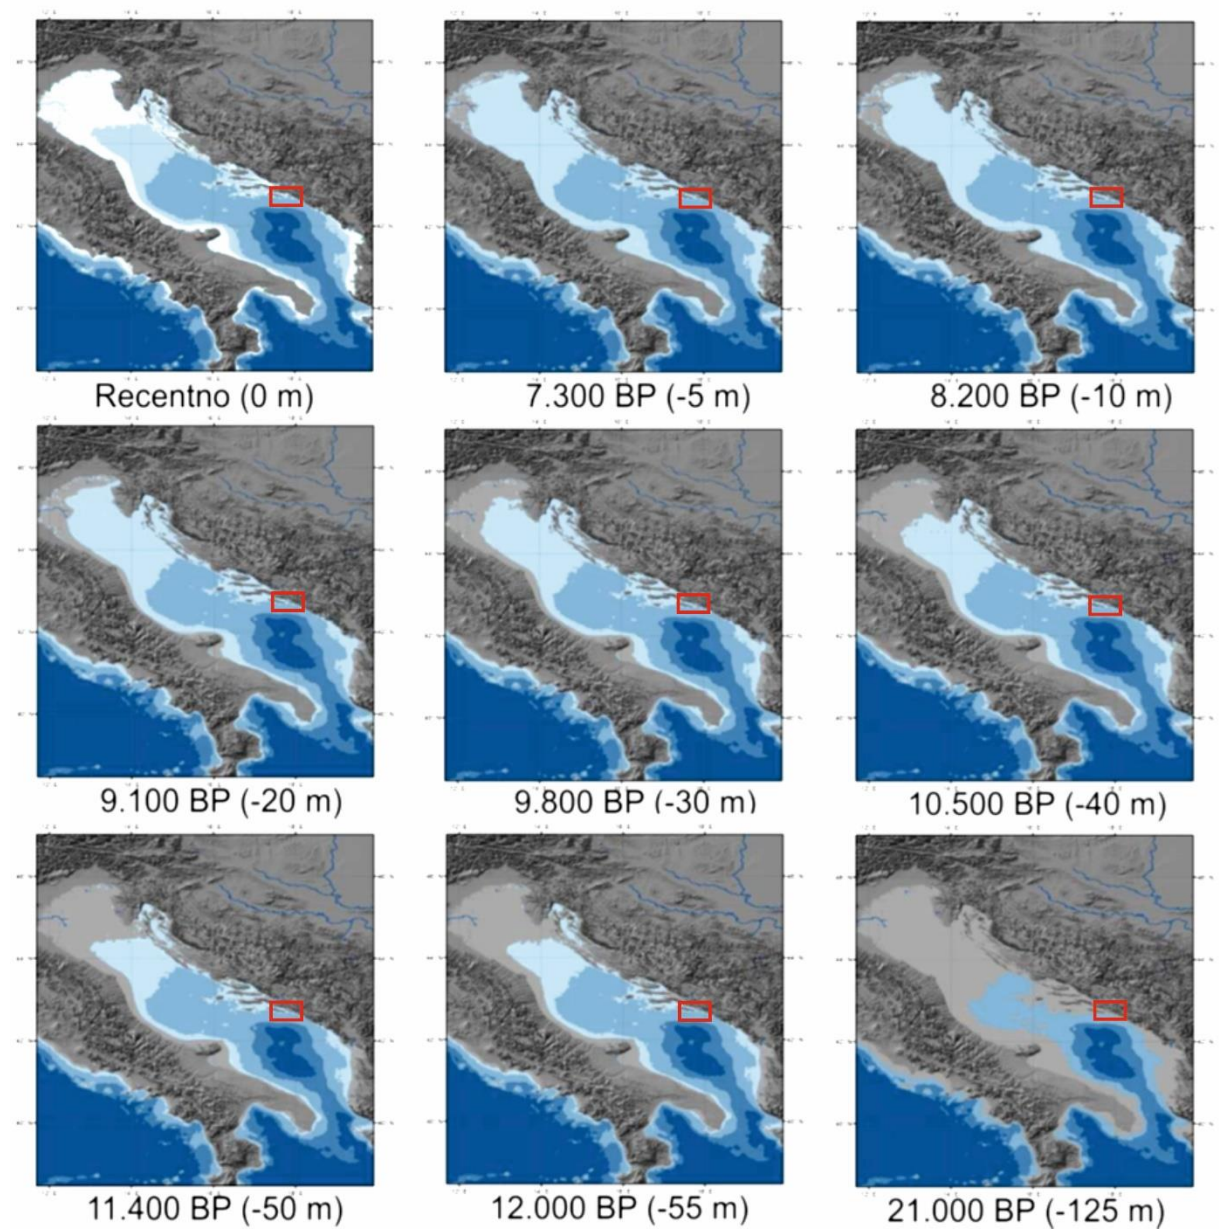 Recentno (0 m)
7.300 BP (-5 m)
8.200 BP (-10 m)
9.100 BP (-20 m)
9.800 BP (-30 m)
10.500 BP (-40 m)
11.400 BP (-50 m)
12.000 BP (-55 m)
21.000 BP (-125 m)